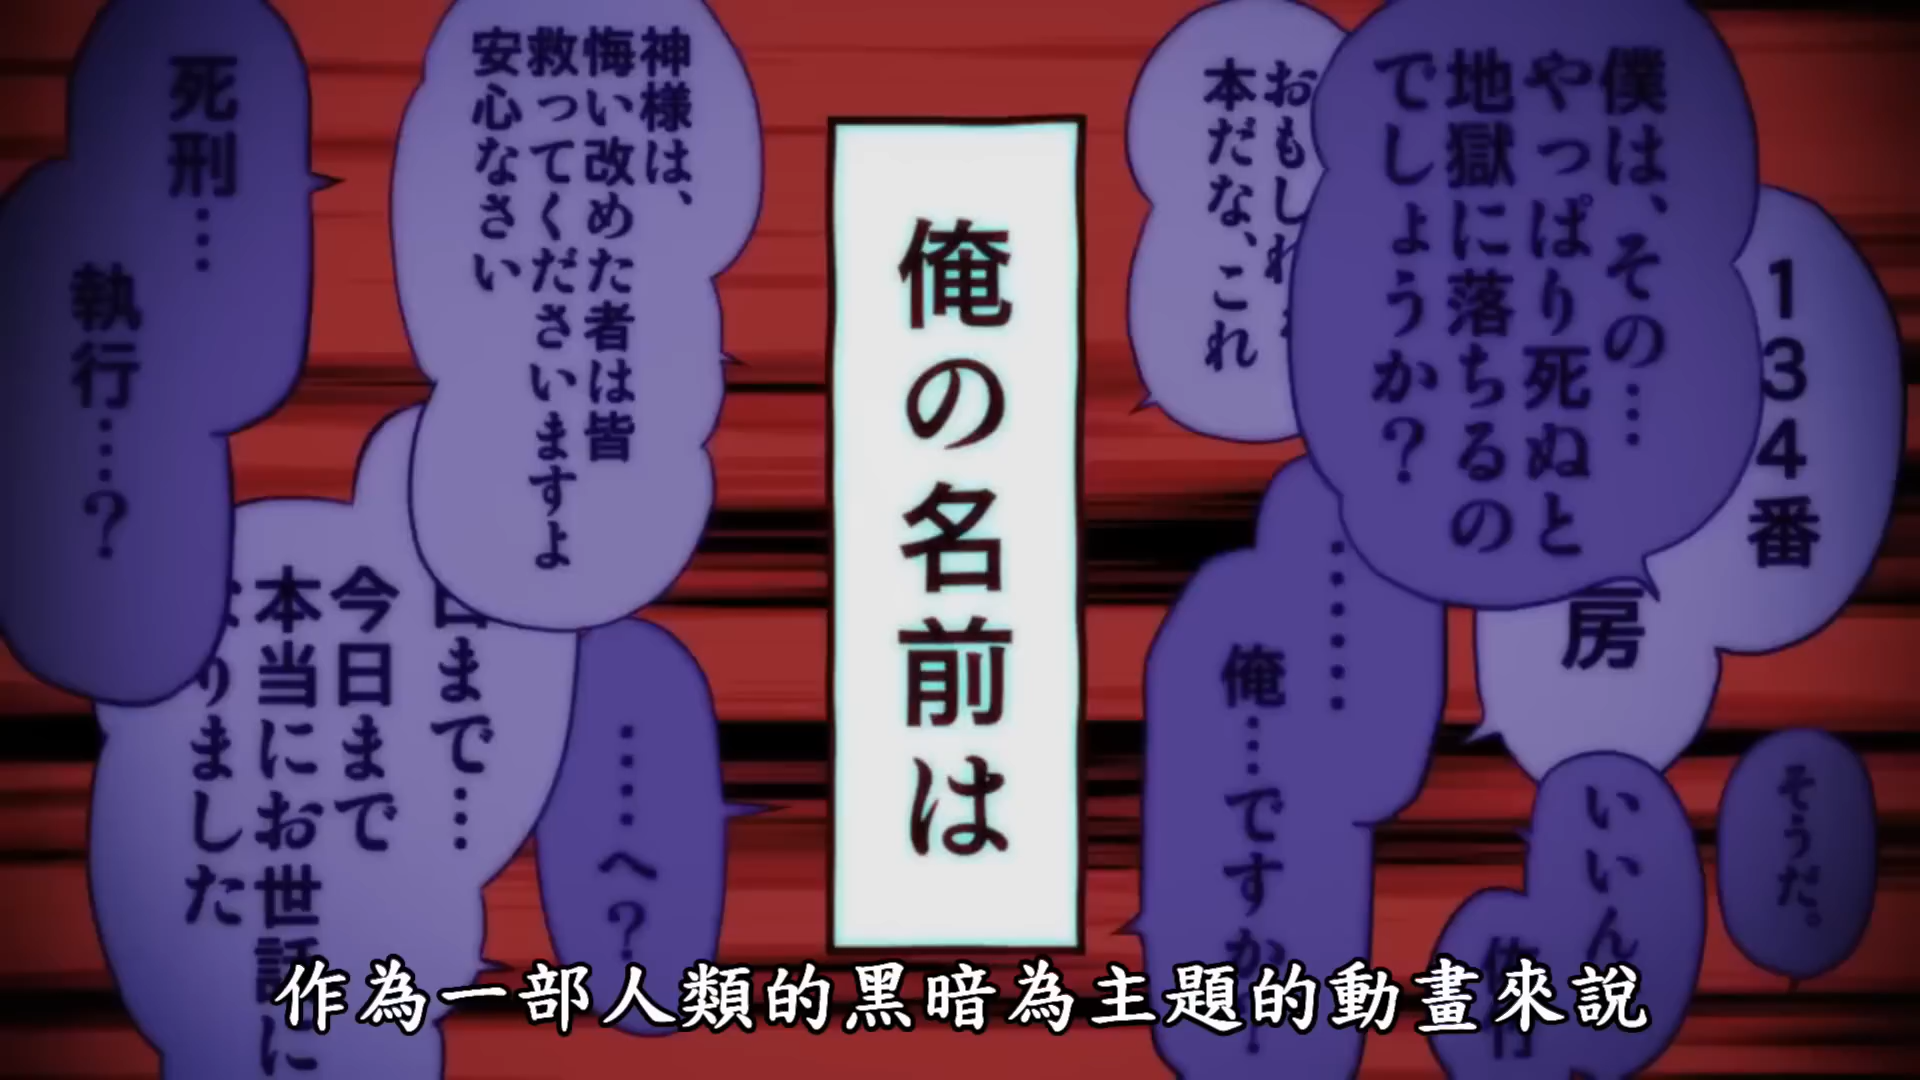 134番
房
僕は、その…
やっぱり死ぬと
地獄に落ちるの
でしょうか?
本だな、これ
そうだ。
いいん
……
俺…ですか
俺の名前は
神様は、
悔い改めた者は皆
救ってくださいますよ
安心なさい
……へ?
まで…
今日まで
本当にお世話に
りました
死刑…
執行…?
作為一部人類的黑暗為主題的動畫來說